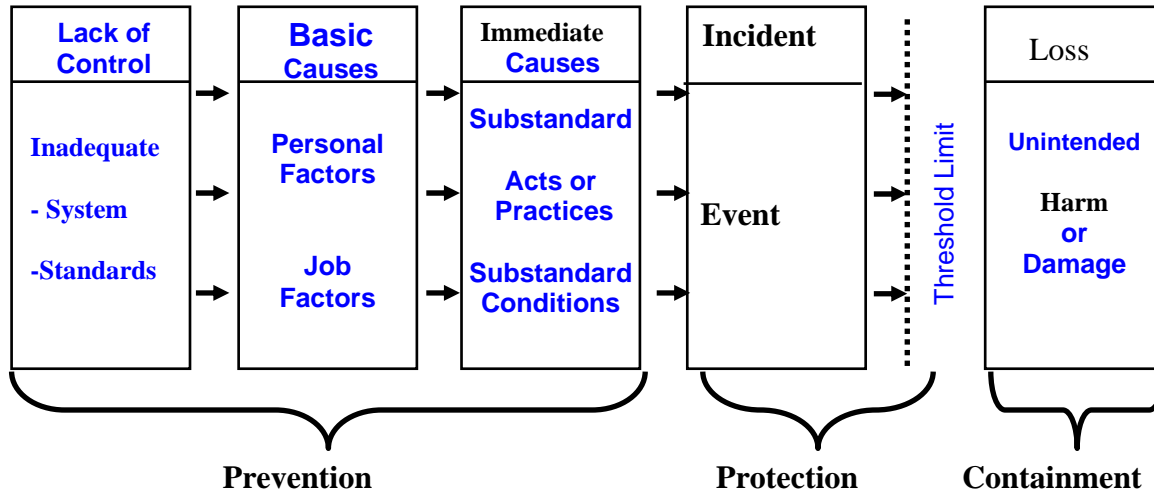 Lack of
Control
Inadequate
- System
-Standards
Basic
Causes
Personal
Factors
Job
Factors
Immediate
Causes
Substandard
Acts or
Practices
Substandard
Conditions
Incident
Event
Threshold Limit
Loss
Unintended
Harm
or
Damage
Prevention
Protection
Containment